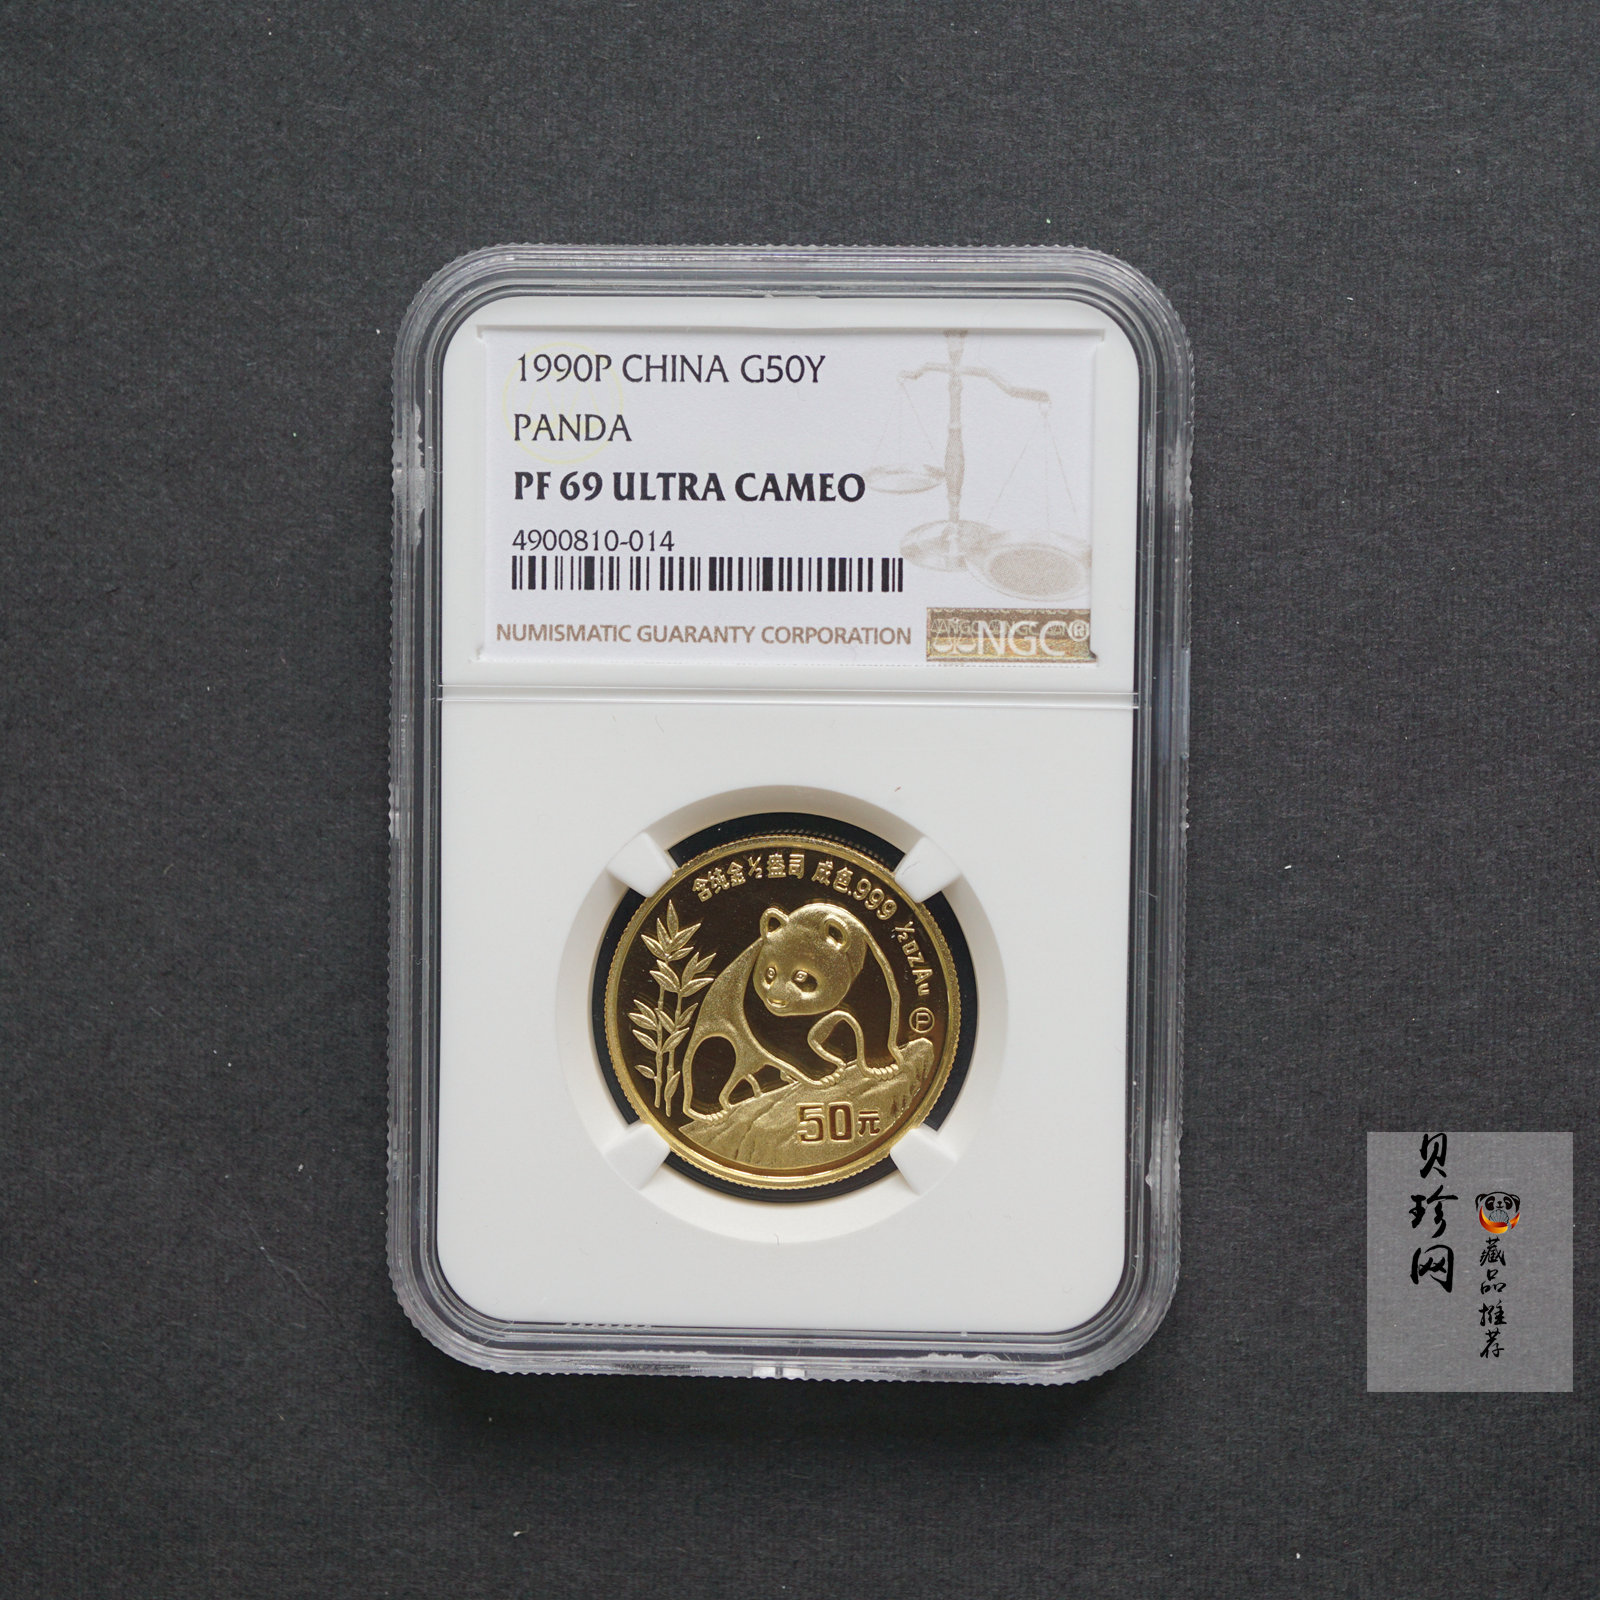 1990P CHINA G50Y
PANDA
PF 69 ULTRA CAMEO
4900810-014
NUMISMATIC GUARANTY CORPORATION
NGC®
含纯金½盎司 成色.999 ½ozAu P
50元
贝珍网
藏品推荐